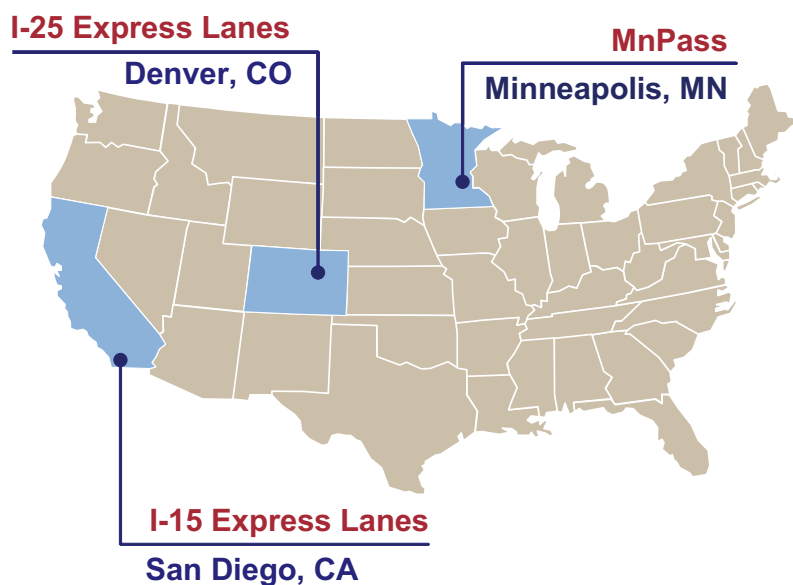 I-25 Express Lanes
Denver, CO
MnPass
Minneapolis, MN
I-15 Express Lanes
San Diego, CA